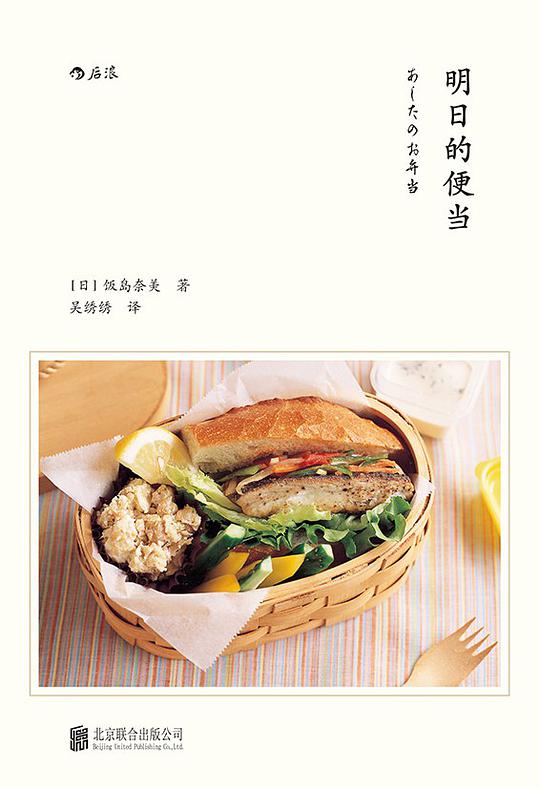 后浪
明日的便当
あしたの お弁当
[日] 饭岛奈美 著
吴绣绣 译
北京联合出版公司
Beijing United Publishing Co.,Ltd.